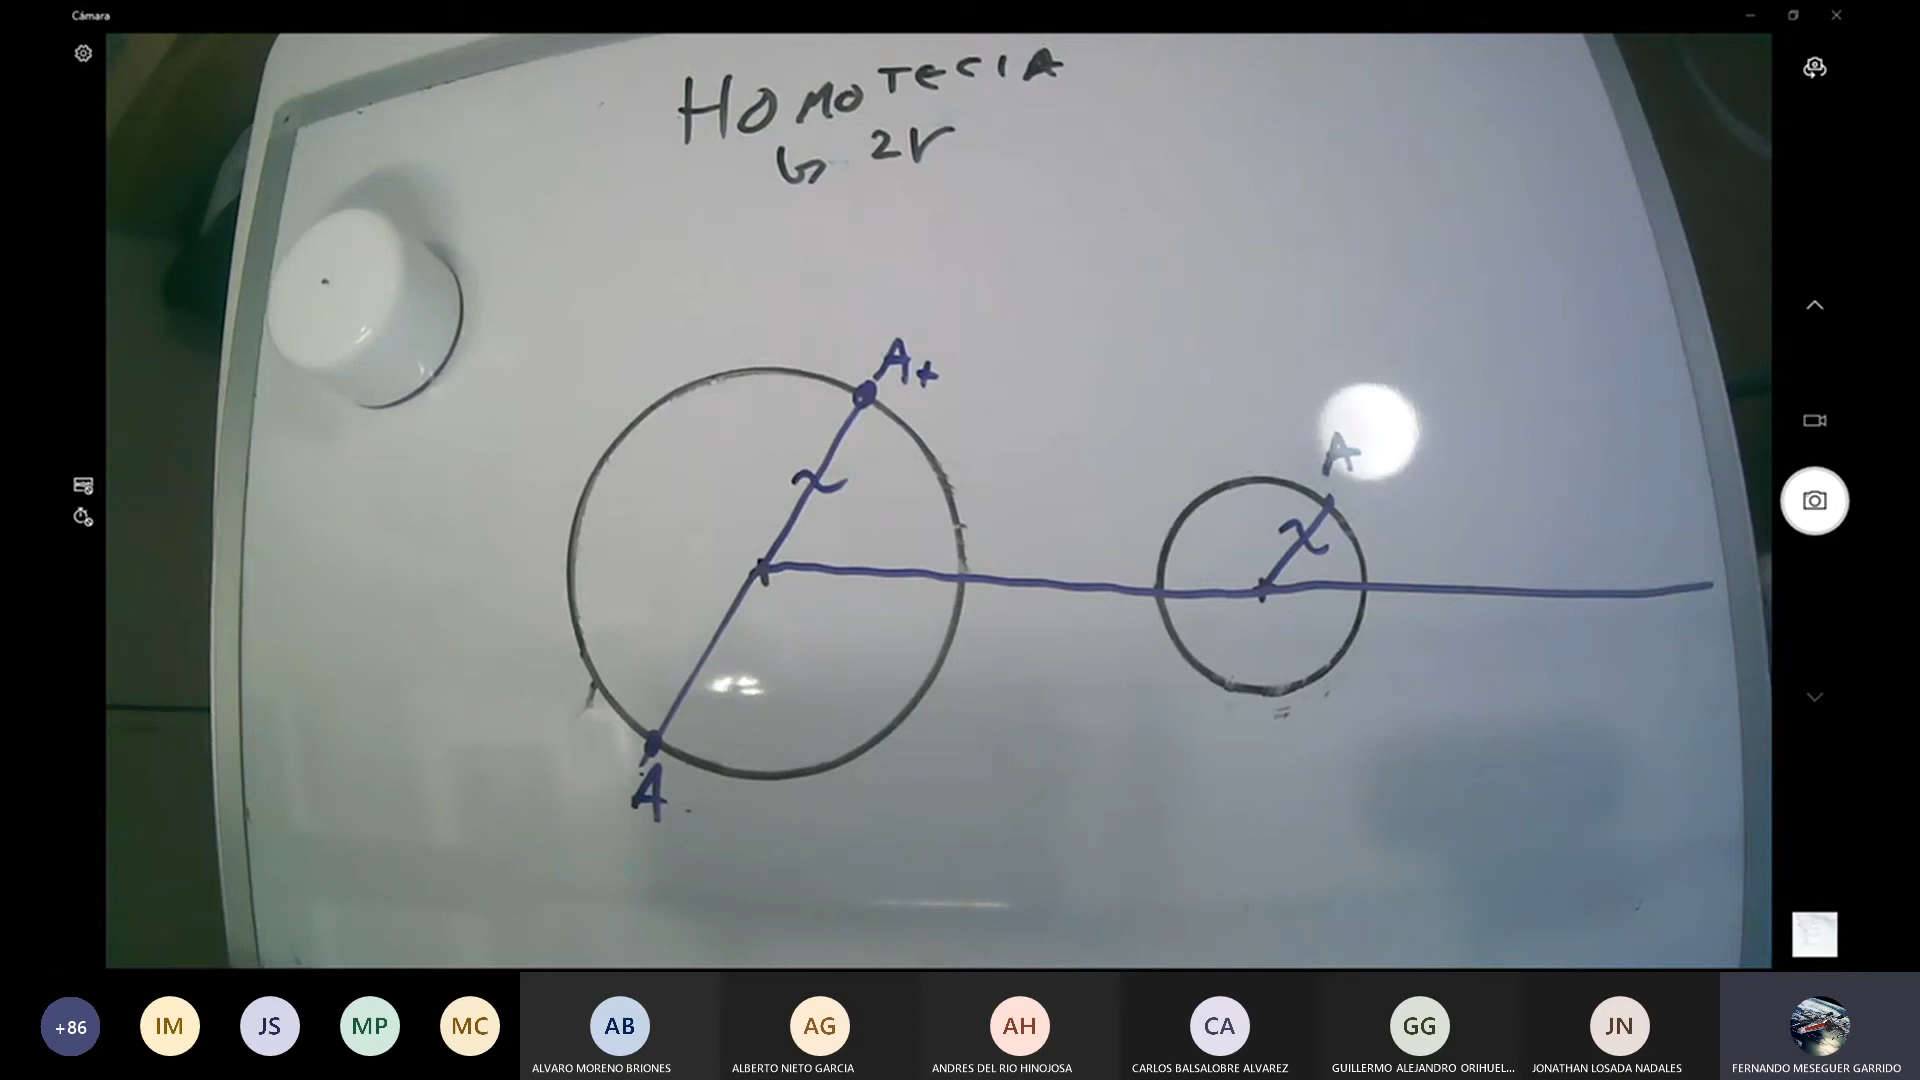 Cámara
HOMOTECIA
↳ 2r
A+
A
A
+86
IM
JS
MP
MC
AB
AG
AH
CA
GG
JN
ALVARO MORENO BRIONES
ALBERTO NIETO GARCIA
ANDRES DEL RIO HINOJOSA
CARLOS BALSALOBRE ALVAREZ
GUILLERMO ALEJANDRO ORIHUEL...
JONATHAN LOSADA NADALES
FERNANDO MESEGUER GARRIDO